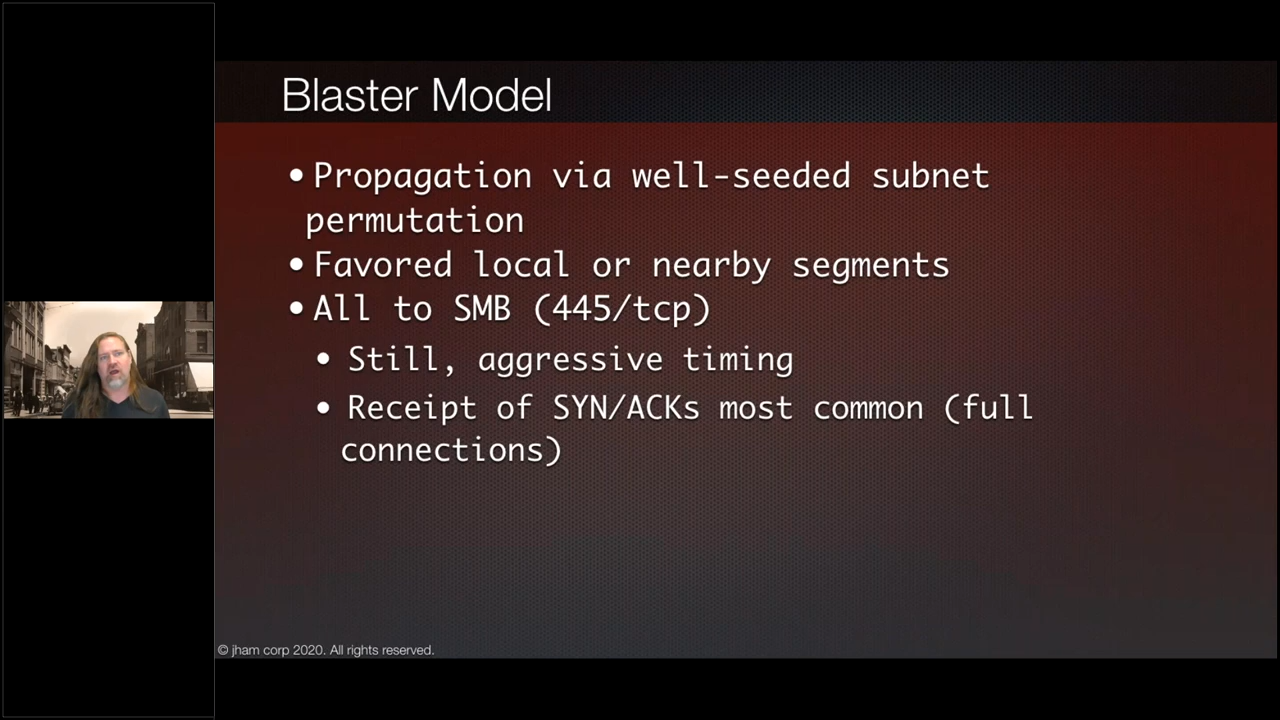 Blaster Model
•Propagation via well-seeded subnet
permutation
•Favored local or nearby segments
•All to SMB (445/tcp)
• Still, aggressive timing
• Receipt of SYN/ACKs most common (full
connections)
© jham corp 2020. All rights reserved.